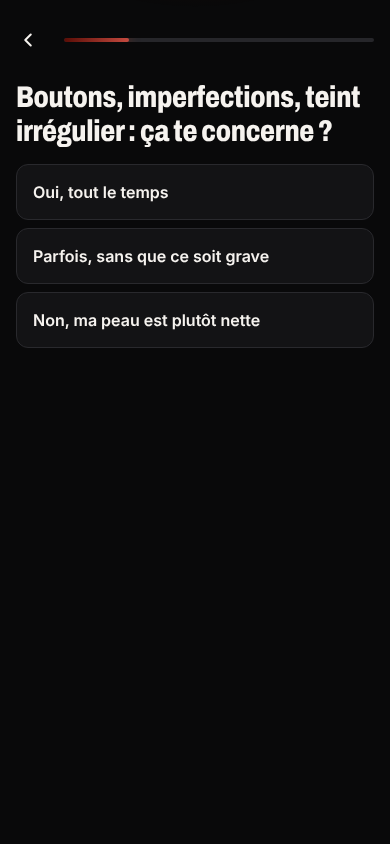 Boutons, imperfections, teint
irrégulier : ça te concerne ?
Oui, tout le temps
Parfois, sans que ce soit grave
Non, ma peau est plutôt nette